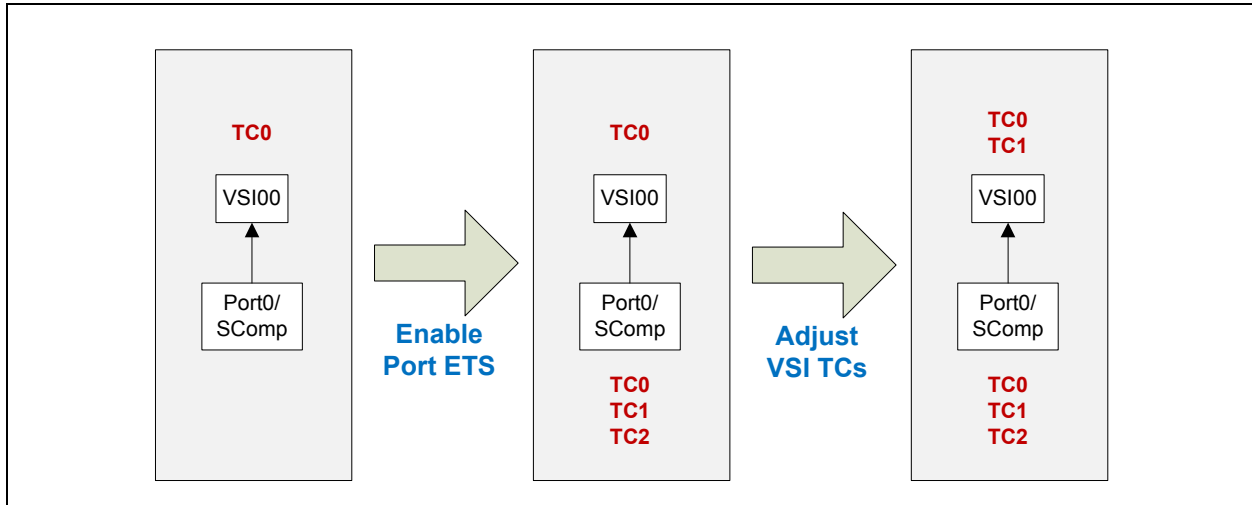 TC0
VSI00
Port0/
SComp
Enable
Port ETS
TC0
VSI00
Port0/
SComp
TC0
TC1
TC2
Adjust
VSI TCs
TC0
TC1
VSI00
Port0/
SComp
TC0
TC1
TC2